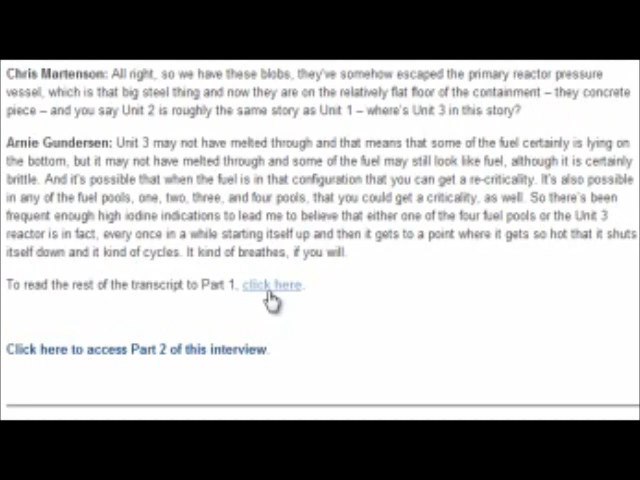 Chris Martenson: All right, so we have these blobs, they've somehow escaped the primary reactor pressure
vessel, which is that big steel thing and now they are on the relatively flat floor of the containment – they concrete
piece – and you say Unit 2 is roughly the same story as Unit 1 – where's Unit 3 in this story?
Arnie Gundersen: Unit 3 may not have melted through and that means that some of the fuel certainly is lying on
the bottom, but it may not have melted through and some of the fuel may still look like fuel, although it is certainly
brittle. And it's possible that when the fuel is in that configuration that you can get a re-criticality. It's also possible
in any of the fuel pools, one, two, three, and four pools, that you could get a criticality, as well. So there's been
frequent enough high iodine indications to lead me to believe that either one of the four fuel pools or the Unit 3
reactor is in fact, every once in a while starting itself up and then it gets to a point where it gets so hot that it shuts
itself down and it kind of cycles. It kind of breathes, if you will.
To read the rest of the transcript to Part 1, click here.
Click here to access Part 2 of this interview.